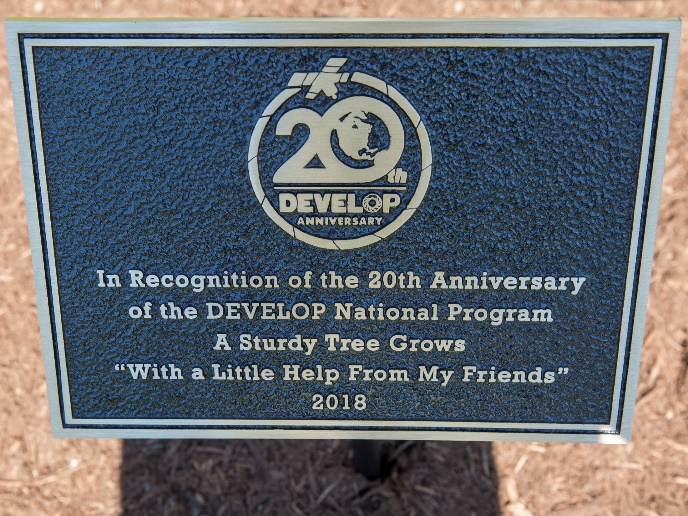 20th
DEVELOP
ANNIVERSARY
In Recognition of the 20th Anniversary
of the DEVELOP National Program
A Sturdy Tree Grows
“With a Little Help From My Friends”
2018